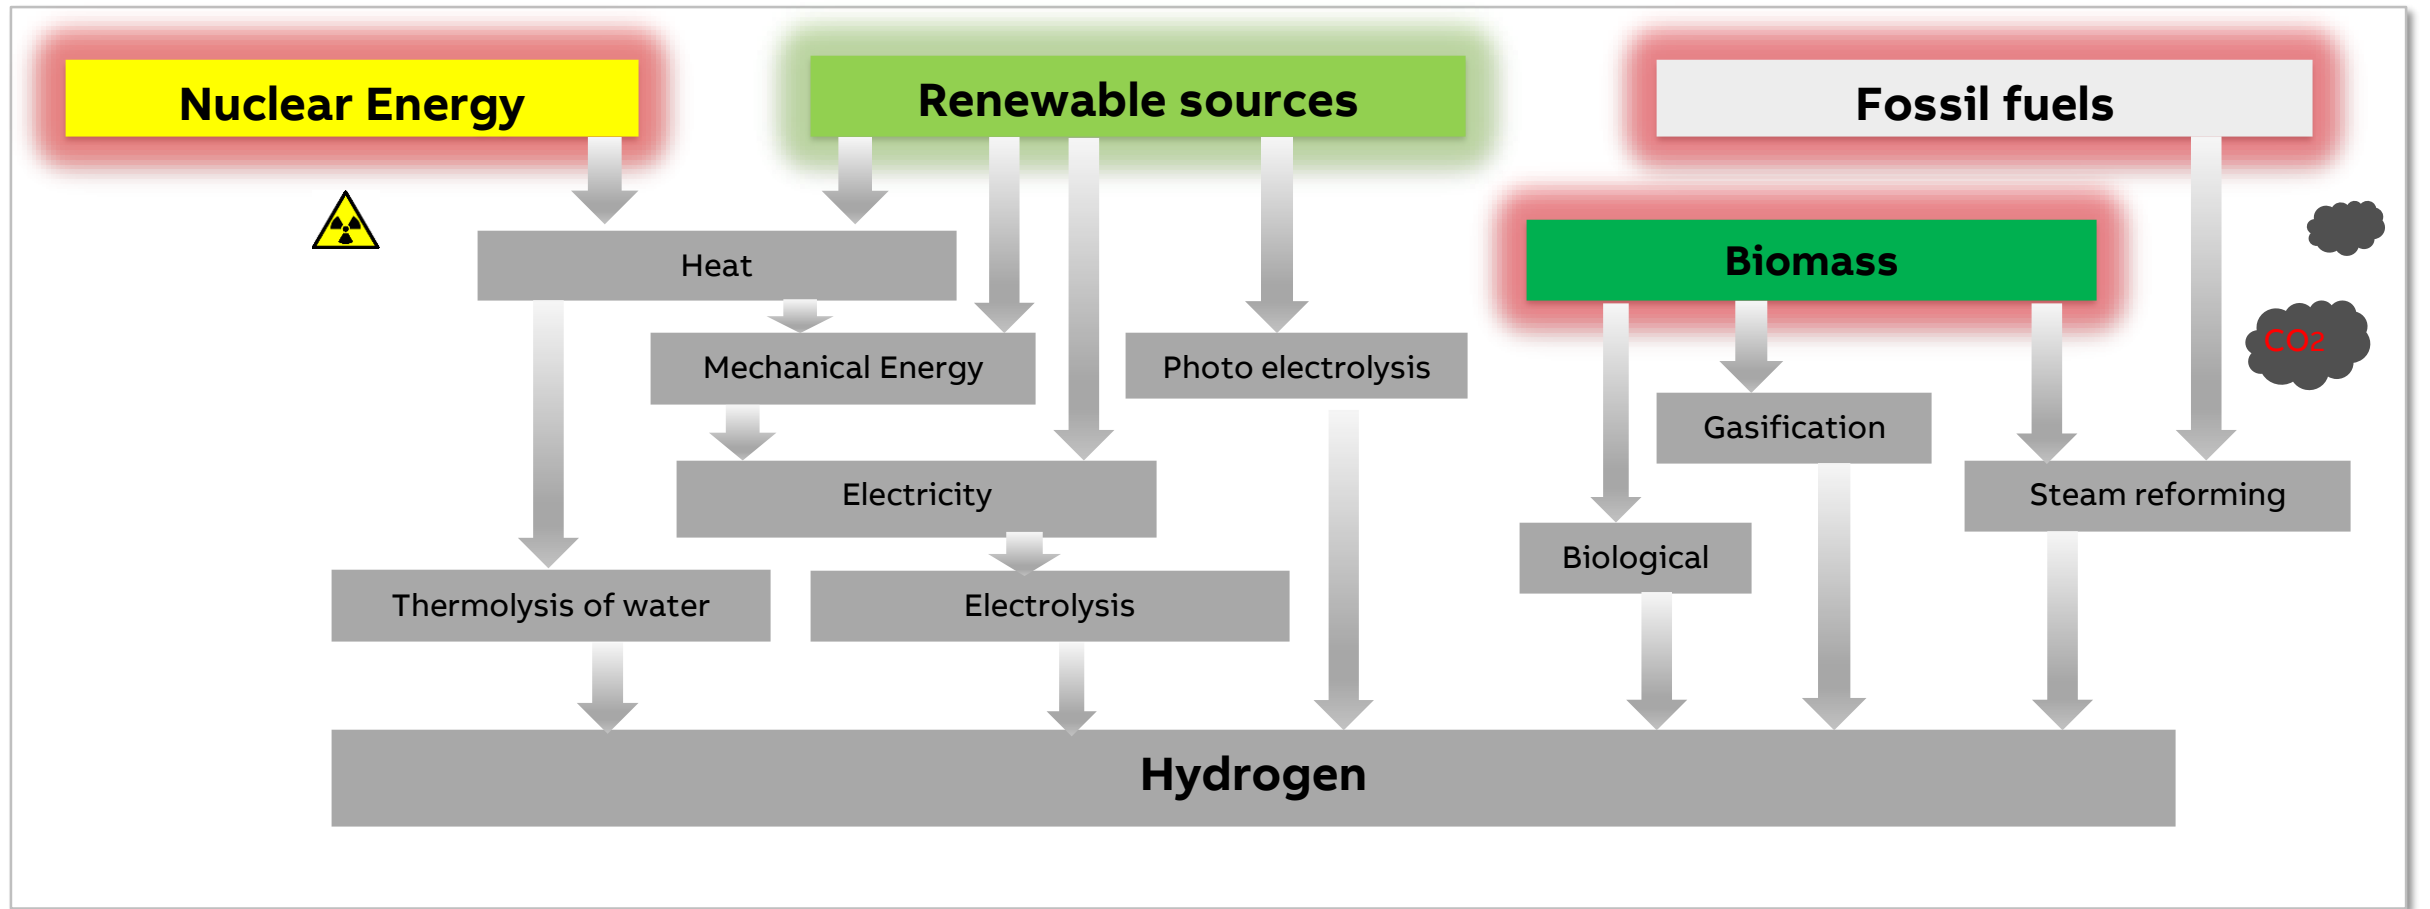 Nuclear Energy
Renewable sources
Fossil fuels
Heat
Biomass
CO2
Mechanical Energy
Photo electrolysis
Gasification
Electricity
Steam reforming
Biological
Thermolysis of water
Electrolysis
Hydrogen